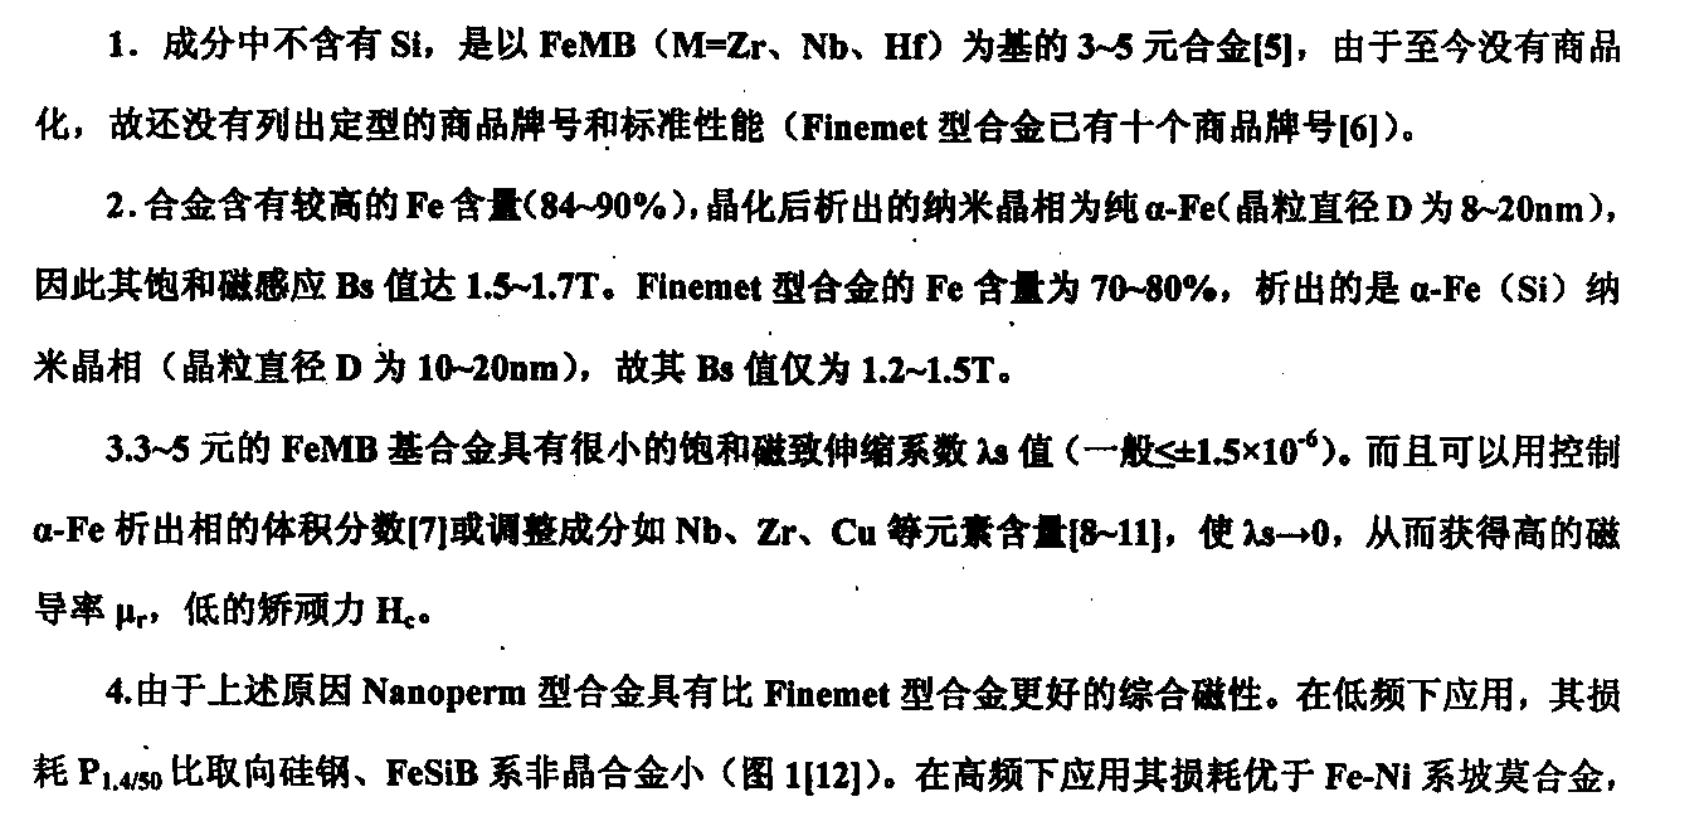 1. 成分中不含有 Si，是以 FeMB（M=Zr、Nb、Hf）为基的 3~5 元合金[5]，由于至今没有商品
化，故还没有列出定型的商品牌号和标准性能（Finemet 型合金已有十个商品牌号[6]）。
2.合金含有较高的 Fe 含量(84~90%),晶化后析出的纳米晶相为纯 α-Fe(晶粒直径 D 为 8~20nm)，
因此其饱和磁感应 Bs 值达 1.5~1.7T。Finemet 型合金的 Fe 含量为 70~80%，析出的是 α-Fe（Si）纳
米晶相（晶粒直径 D 为 10~20nm），故其 Bs 值仅为 1.2~1.5T。
3.3~5 元的 FeMB 基合金具有很小的饱和磁致伸缩系数 λs 值（一般≤±1.5×10⁻⁶）。而且可以用控制
α-Fe 析出相的体积分数[7]或调整成分如 Nb、Zr、Cu 等元素含量[8~11]，使 λs→0，从而获得高的磁
导率 μr，低的矫顽力 Hc。
4.由于上述原因 Nanoperm 型合金具有比 Finemet 型合金更好的综合磁性。在低频下应用，其损
耗 P1.4/50 比取向硅钢、FeSiB 系非晶合金小（图 1[12]）。在高频下应用其损耗优于 Fe-Ni 系坡莫合金，